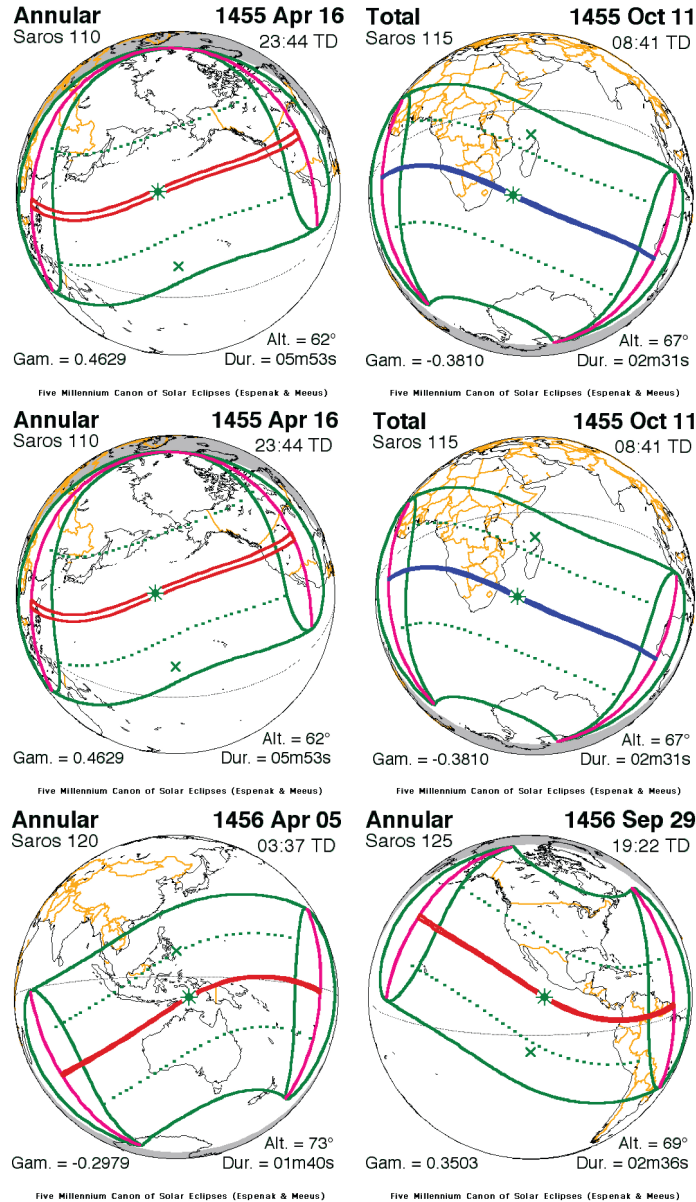 Annular 1455 Apr 16
Saros 110 23:44 TD
Alt. = 62°
Gam. = 0.4629 Dur. = 05m53s
Five Millennium Canon of Solar Eclipses (Espenak & Meeus)
Total 1455 Oct 11
Saros 115 08:41 TD
Alt. = 67°
Gam. = -0.3810 Dur. = 02m31s
Five Millennium Canon of Solar Eclipses (Espenak & Meeus)
Annular 1455 Apr 16
Saros 110 23:44 TD
Alt. = 62°
Gam. = 0.4629 Dur. = 05m53s
Five Millennium Canon of Solar Eclipses (Espenak & Meeus)
Total 1455 Oct 11
Saros 115 08:41 TD
Alt. = 67°
Gam. = -0.3810 Dur. = 02m31s
Five Millennium Canon of Solar Eclipses (Espenak & Meeus)
Annular 1456 Apr 05
Saros 120 03:37 TD
Alt. = 73°
Gam. = -0.2979 Dur. = 01m40s
Five Millennium Canon of Solar Eclipses (Espenak & Meeus)
Annular 1456 Sep 29
Saros 125 19:22 TD
Alt. = 69°
Gam. = 0.3503 Dur. = 02m36s
Five Millennium Canon of Solar Eclipses (Espenak & Meeus)